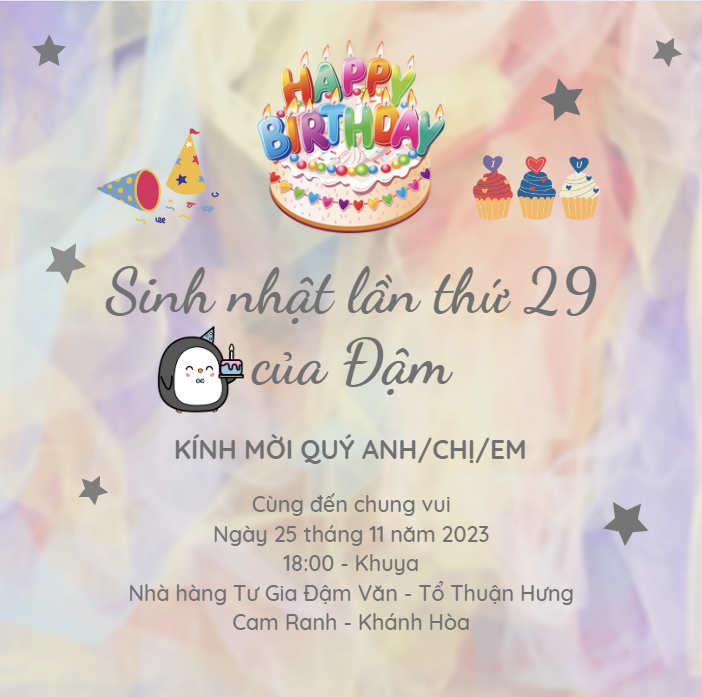 HAPPY
BIRTHDAY
I U
Sinh nhật lần thứ 29
của Đậm
KÍNH MỜI QUÝ ANH/CHỊ/EM
Cùng đến chung vui
Ngày 25 tháng 11 năm 2023
18:00 - Khuya
Nhà hàng Tư Gia Đậm Văn - Tổ Thuận Hưng
Cam Ranh - Khánh Hòa